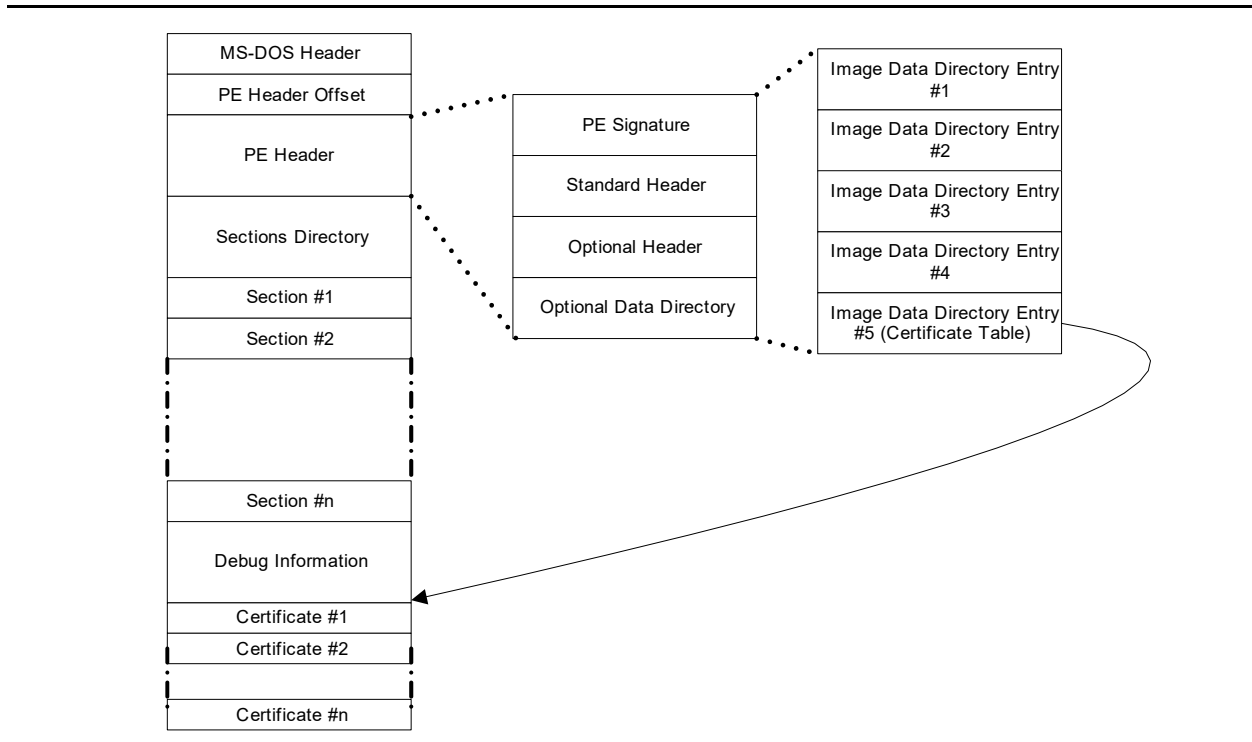 MS-DOS Header
PE Header Offset
PE Header
Sections Directory
Section #1
Section #2
Section #n
Debug Information
Certificate #1
Certificate #2
Certificate #n
PE Signature
Standard Header
Optional Header
Optional Data Directory
Image Data Directory Entry
#1
Image Data Directory Entry
#2
Image Data Directory Entry
#3
Image Data Directory Entry
#4
Image Data Directory Entry
#5 (Certificate Table)